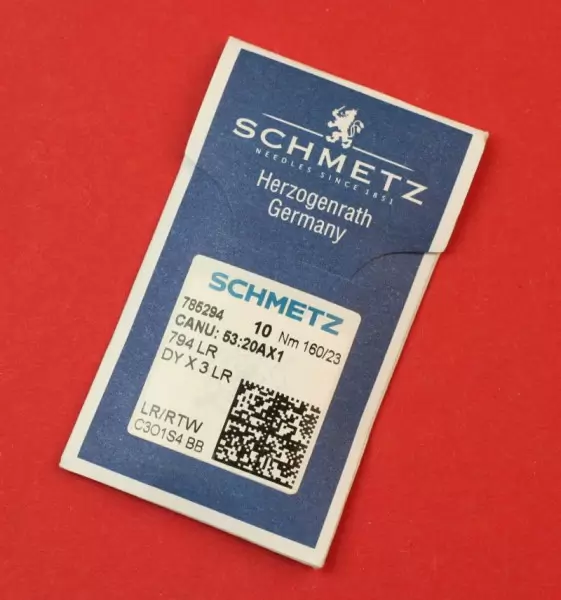 SCHMETZ
NEEDLES SINCE 1851
Herzogenrath
Germany
SCHMETZ
785294 10 Nm 160/23
CANU: 53:20AX1
794 LR
DY X 3 LR
LR/RTW
C3O1S4 BB